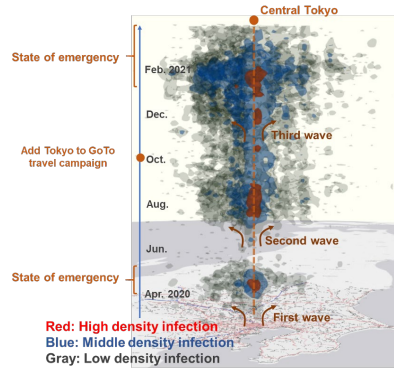 Central Tokyo
State of emergency
Feb. 2021
Dec.
Third wave
Add Tokyo to GoTo
travel campaign
Oct.
Aug.
Second wave
Jun.
State of emergency
Apr. 2020
First wave
Red: High density infection
Blue: Middle density infection
Gray: Low density infection